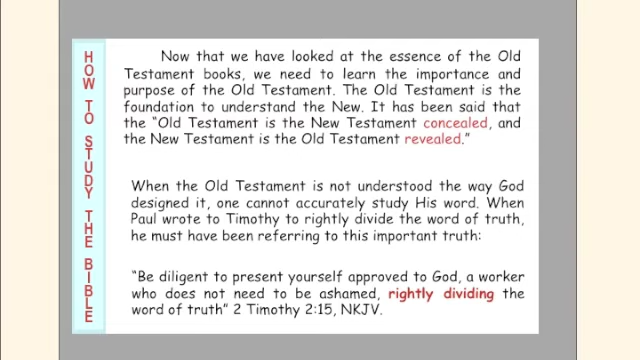 HOW TO STUDY THE BIBLE
Now that we have looked at the essence of the Old
Testament books, we need to learn the importance and
purpose of the Old Testament. The Old Testament is the
foundation to understand the New. It has been said that
the “Old Testament is the New Testament concealed, and
the New Testament is the Old Testament revealed.”
When the Old Testament is not understood the way God
designed it, one cannot accurately study His word. When
Paul wrote to Timothy to rightly divide the word of truth,
he must have been referring to this important truth:
“Be diligent to present yourself approved to God, a worker
who does not need to be ashamed, rightly dividing the
word of truth” 2 Timothy 2:15, NKJV.